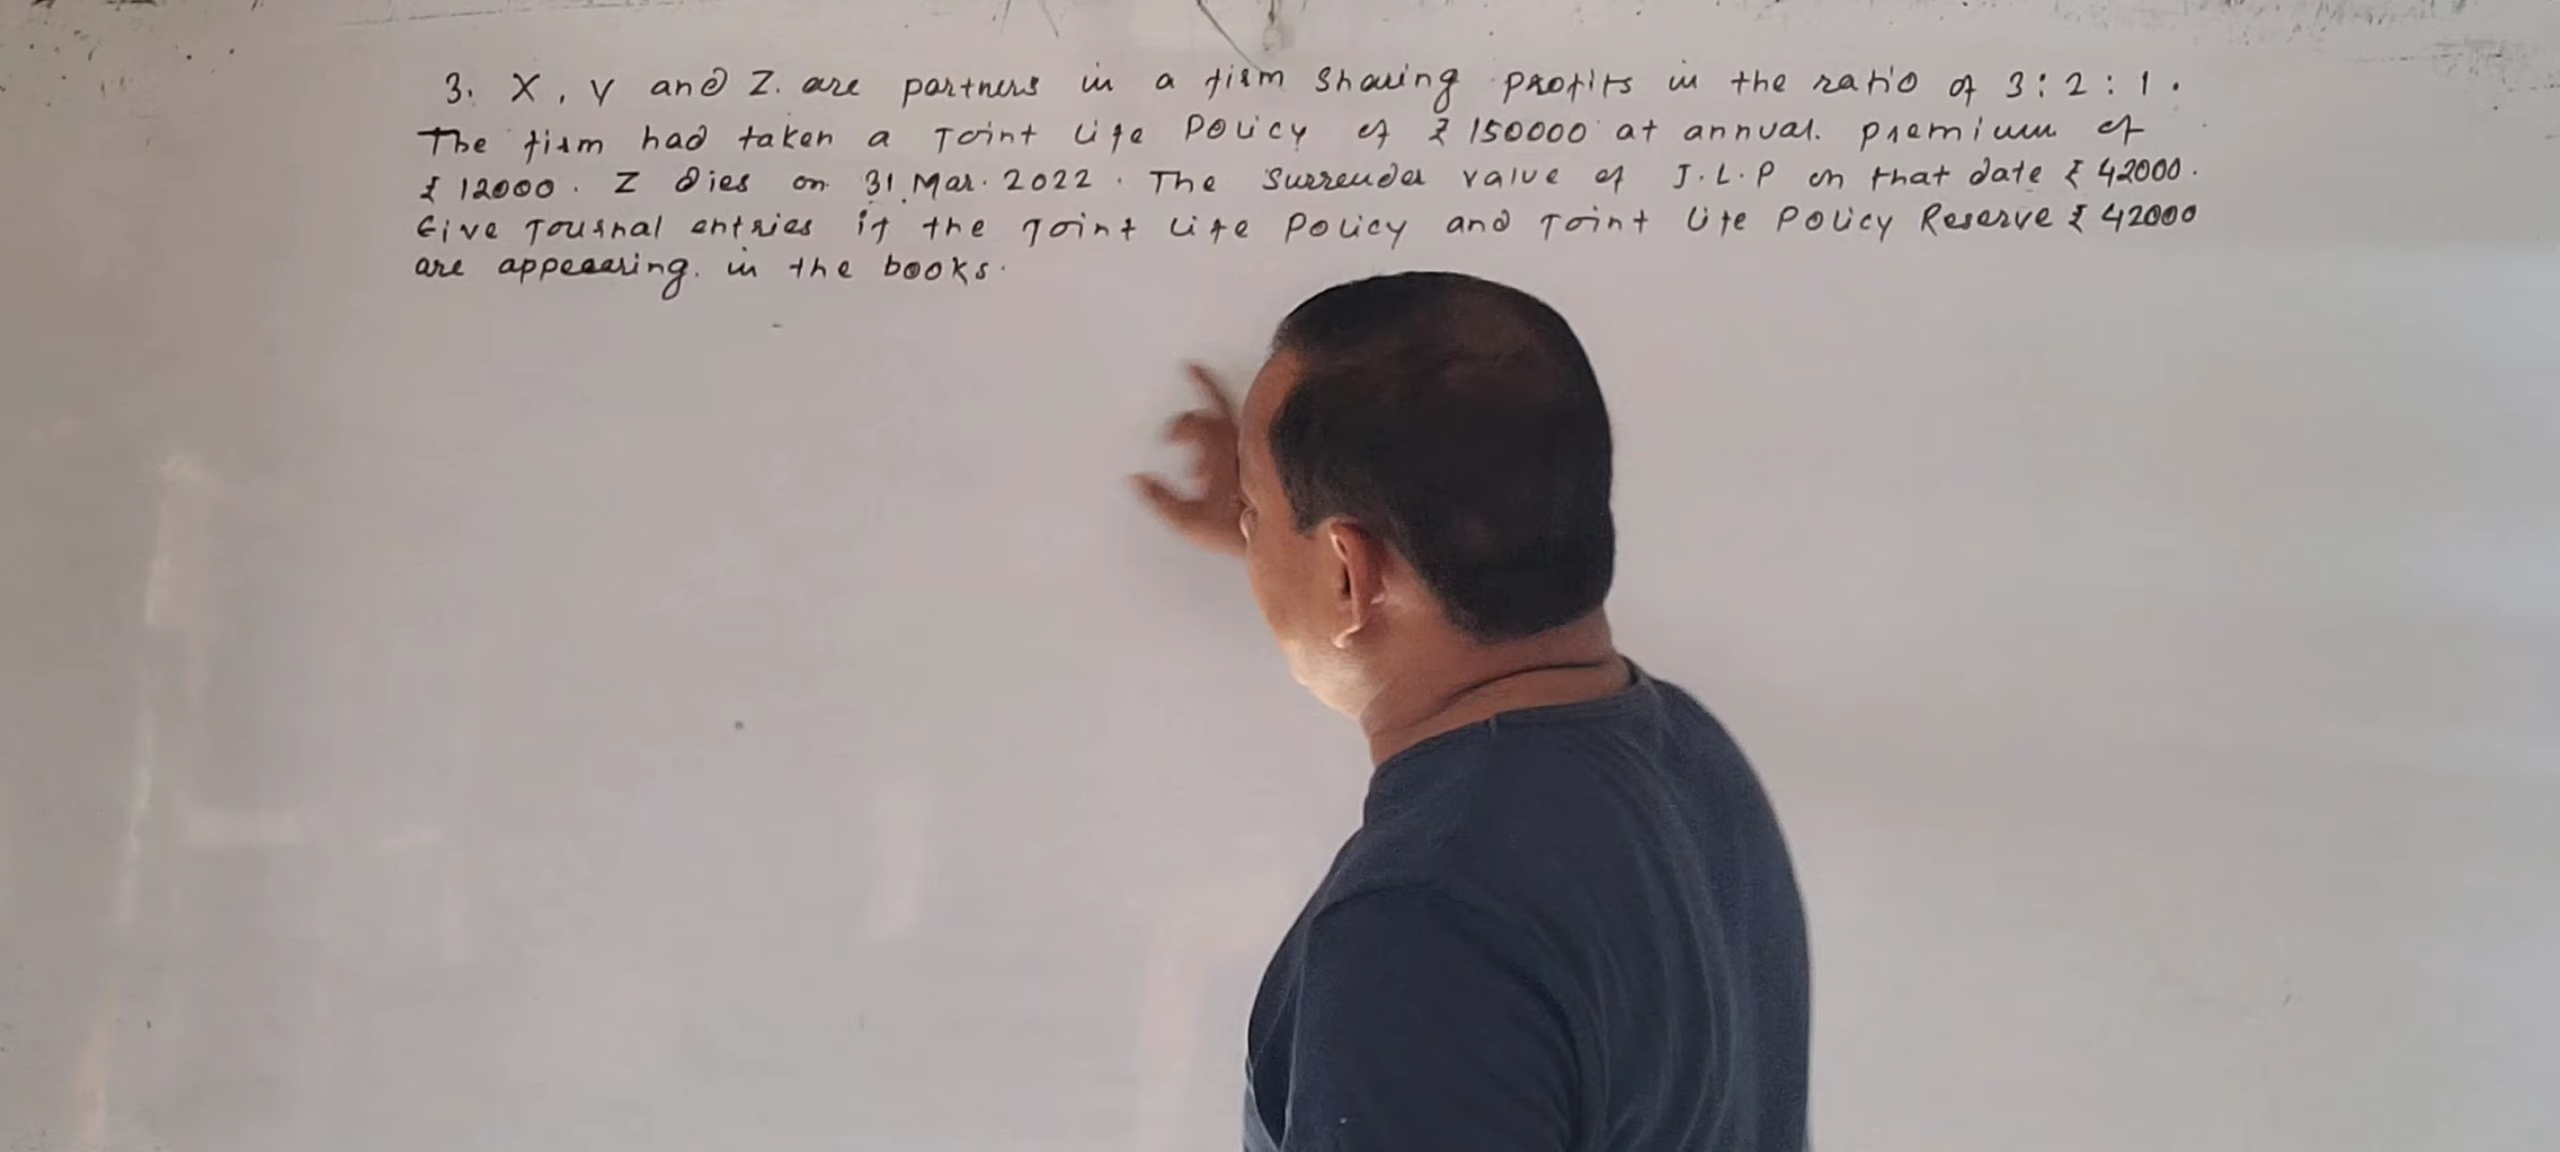 3. X, Y and Z. are partners in a firm sharing profits in the ratio of 3:2:1.
The firm had taken a Joint Life Policy of ₹ 150000 at annual. premium of
₹ 12000. Z dies on 31 Mar. 2022. The Surrender value of J.L.P on that date ₹ 42000.
Give Journal entries if the Joint Life Policy and Joint Life Policy Reserve ₹ 42000
are appearing. in the books.